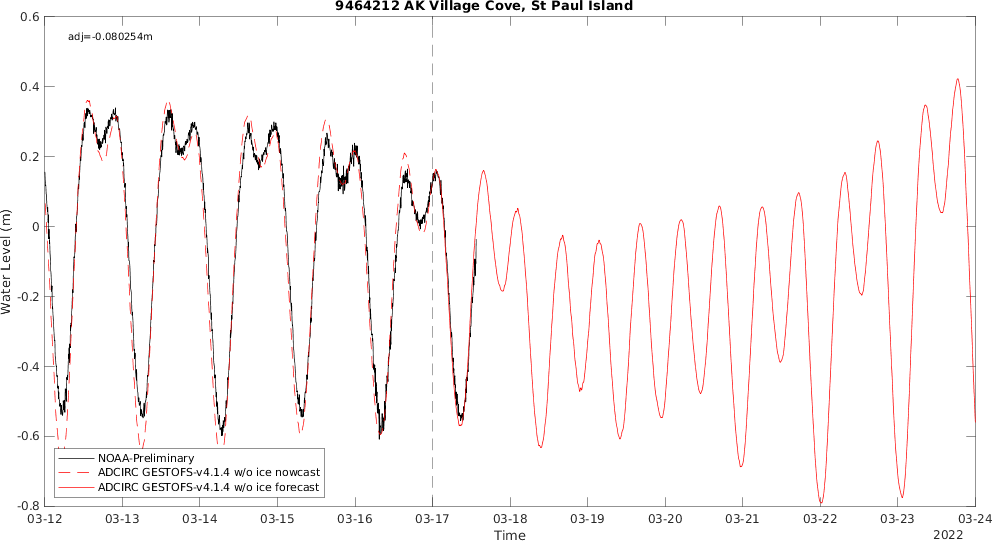 9464212 AK Village Cove, St Paul Island
adj=-0.080254m
0.6
0.4
0.2
0
-0.2
-0.4
-0.6
-0.8
Water Level (m)
NOAA-Preliminary
ADCIRC GESTOFS-v4.1.4 w/o ice nowcast
ADCIRC GESTOFS-v4.1.4 w/o ice forecast
03-12 03-13 03-14 03-15 03-16 03-17 03-18 03-19 03-20 03-21 03-22 03-23 03-24
Time
2022